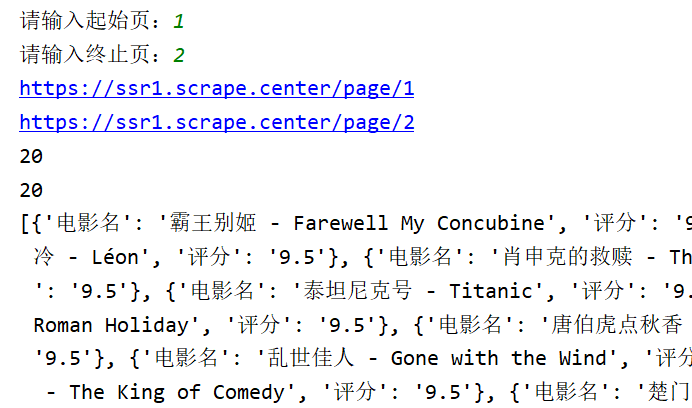 请输入起始页：1
请输入终止页：2
https://ssr1.scrape.center/page/1
https://ssr1.scrape.center/page/2
20
20
[{'电影名': '霸王别姬 - Farewell My Concubine', '评分': '9
冷 - Léon', '评分': '9.5'}, {'电影名': '肖申克的救赎 - Th
': '9.5'}, {'电影名': '泰坦尼克号 - Titanic', '评分': '9.
Roman Holiday', '评分': '9.5'}, {'电影名': '唐伯虎点秋香
'9.5'}, {'电影名': '乱世佳人 - Gone with the Wind', '评分
- The King of Comedy', '评分': '9.5'}, {'电影名': '楚门